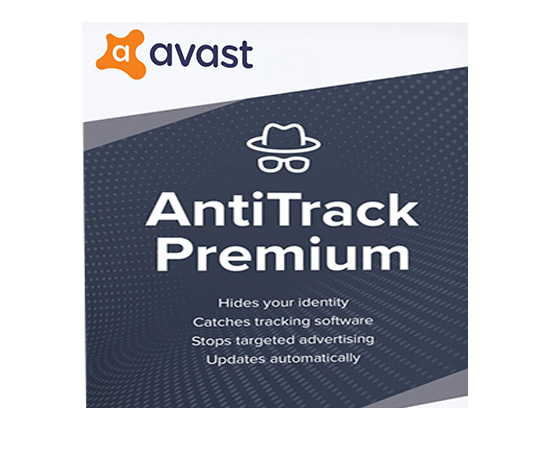 avast
AntiTrack
Premium
Hides your identity
Catches tracking software
Stops targeted advertising
Updates automatically